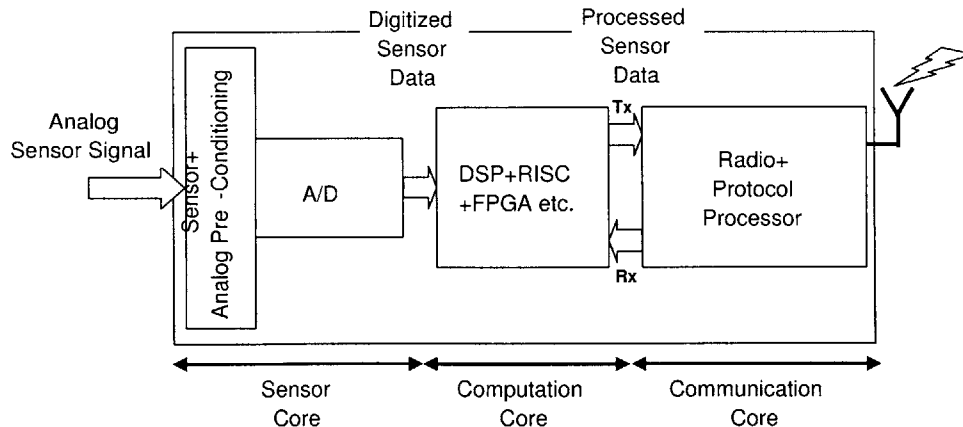 Digitized
Sensor
Data
Processed
Sensor
Data
Analog
Sensor Signal
Sensor+
Analog Pre -Conditioning
A/D
DSP+RISC
+FPGA etc.
Tx
Rx
Radio+
Protocol
Processor
Sensor
Core
Computation
Core
Communication
Core